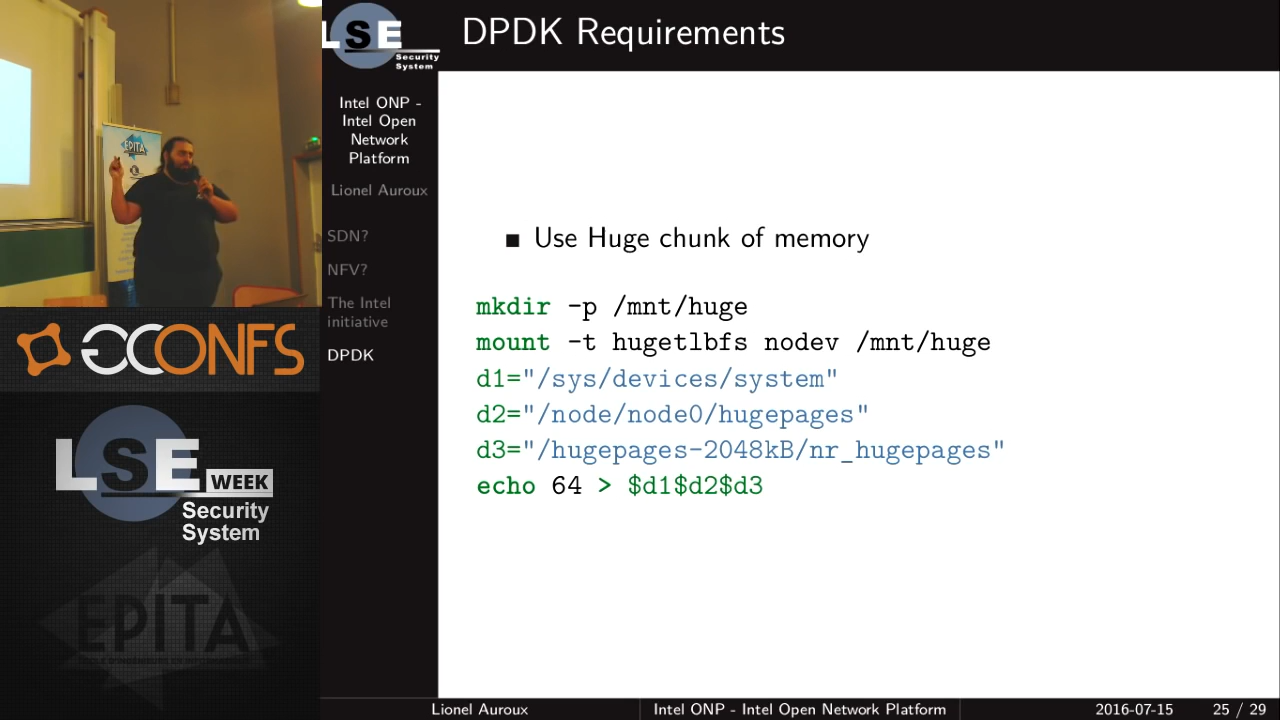 EPITA
LSE
Security
System
DPDK Requirements
Intel ONP -
Intel Open
Network
Platform
Lionel Auroux
SDN?
NFV?
The Intel
initiative
DPDK
Use Huge chunk of memory
mkdir -p /mnt/huge
mount -t hugetlbfs nodev /mnt/huge
d1="/sys/devices/system"
d2="/node/node0/hugepages"
d3="/hugepages-2048kB/nr_hugepages"
echo 64 > $d1$d2$d3
CONFS
LSE WEEK
Security
System
EPITA
Lionel Auroux
Intel ONP - Intel Open Network Platform
2016-07-15
25 / 29